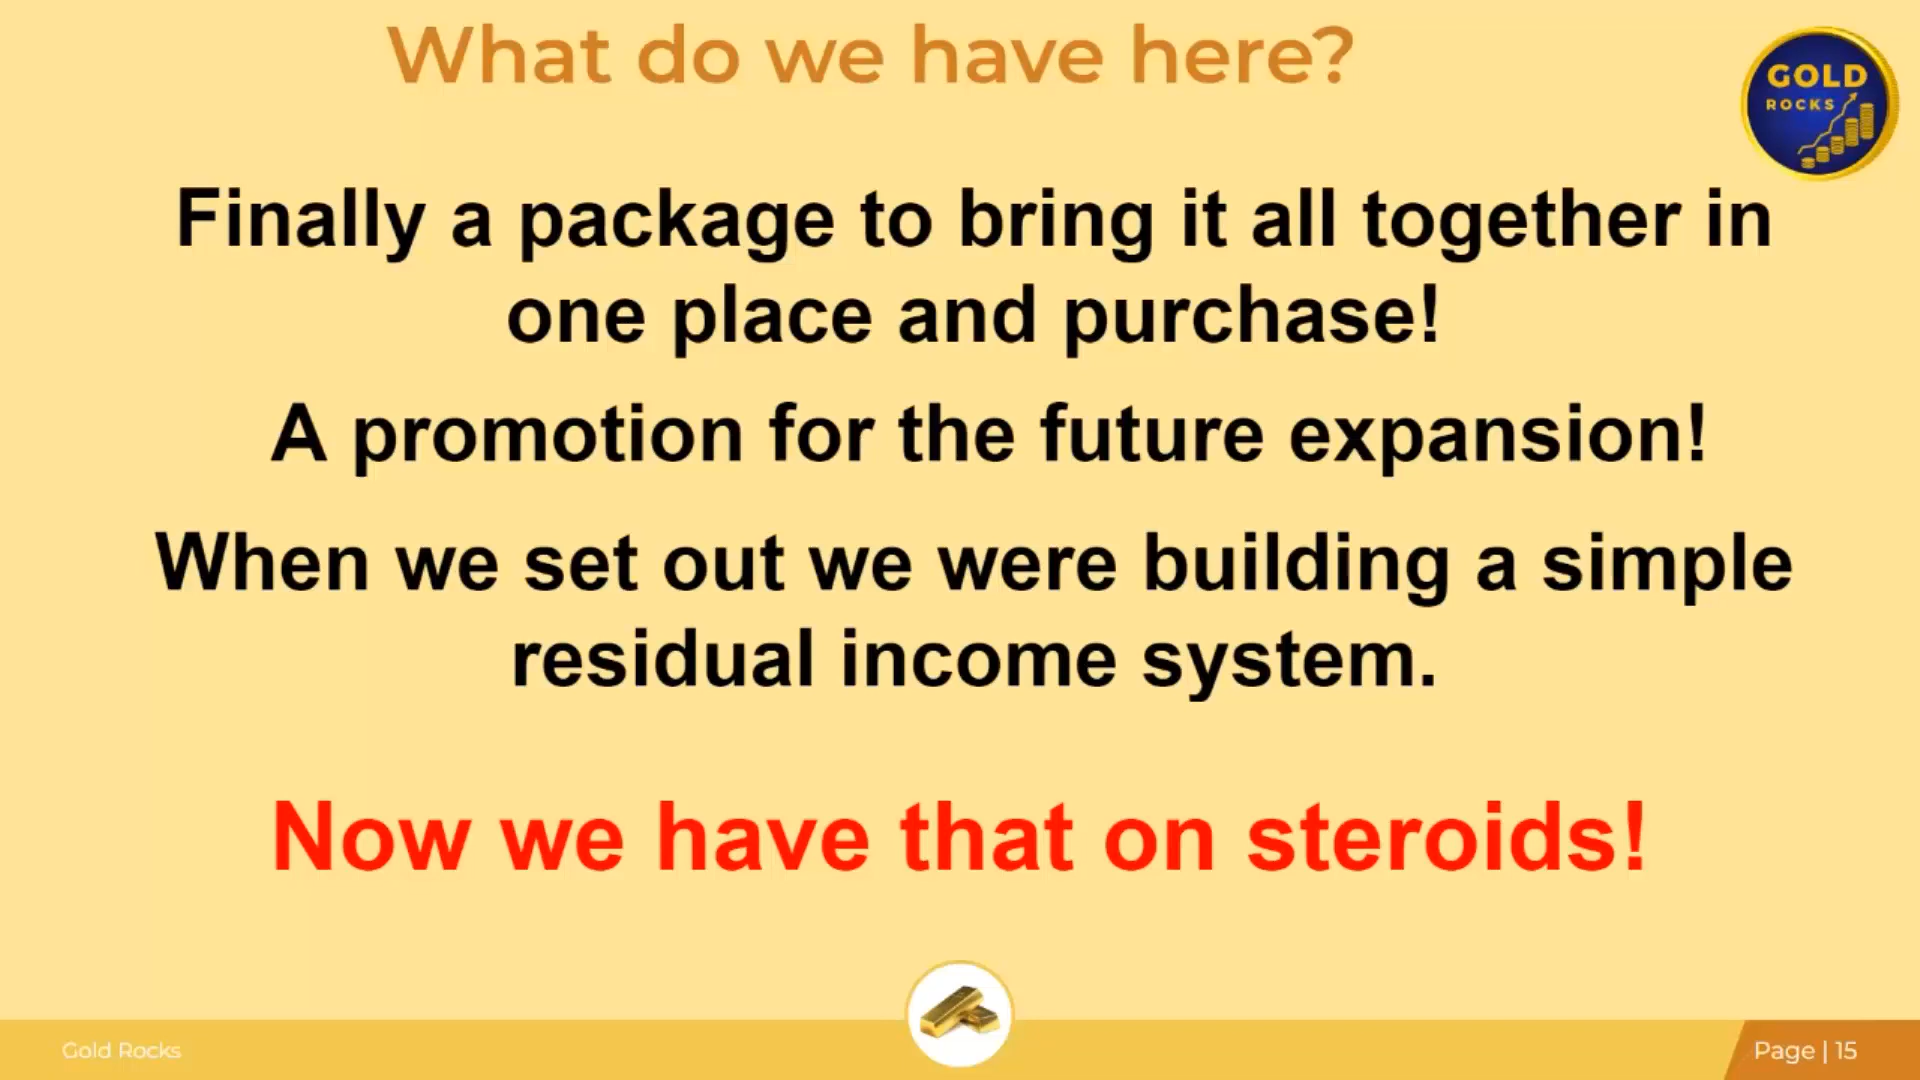 What do we have here?
GOLD
ROCKS
Finally a package to bring it all together in
one place and purchase!
A promotion for the future expansion!
When we set out we were building a simple
residual income system.
Now we have that on steroids!
Gold Rocks
Page | 15